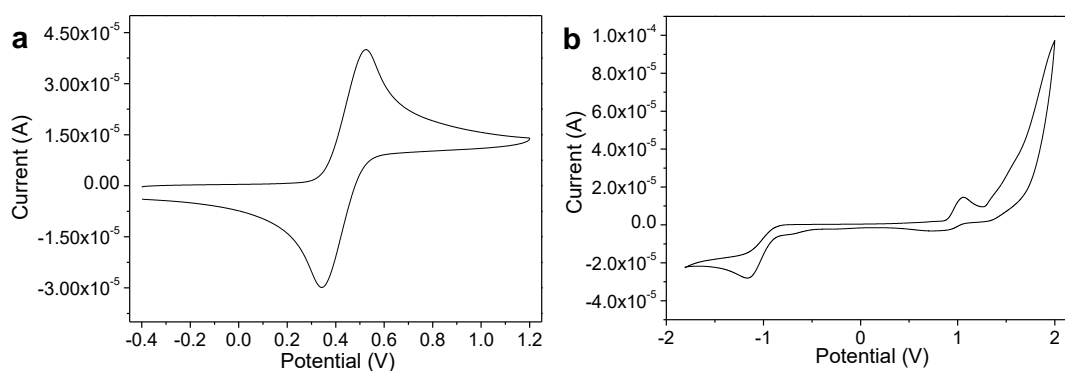 a
4.50x10⁻⁵
3.00x10⁻⁵
1.50x10⁻⁵
0.00
-1.50x10⁻⁵
-3.00x10⁻⁵
Current (A)
-0.4 -0.2 0.0 0.2 0.4 0.6 0.8 1.0 1.2
Potential (V)
b
1.0x10⁻⁴
8.0x10⁻⁵
6.0x10⁻⁵
4.0x10⁻⁵
2.0x10⁻⁵
0.0
-2.0x10⁻⁵
-4.0x10⁻⁵
Current (A)
-2 -1 0 1 2
Potential (V)